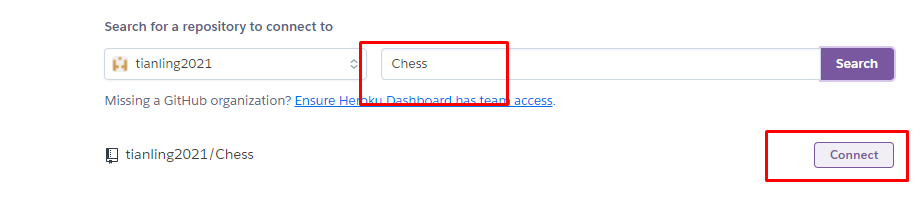 Search for a repository to connect to
tianling2021 Chess Search
Missing a GitHub organization? Ensure Heroku Dashboard has team access.
tianling2021/Chess Connect